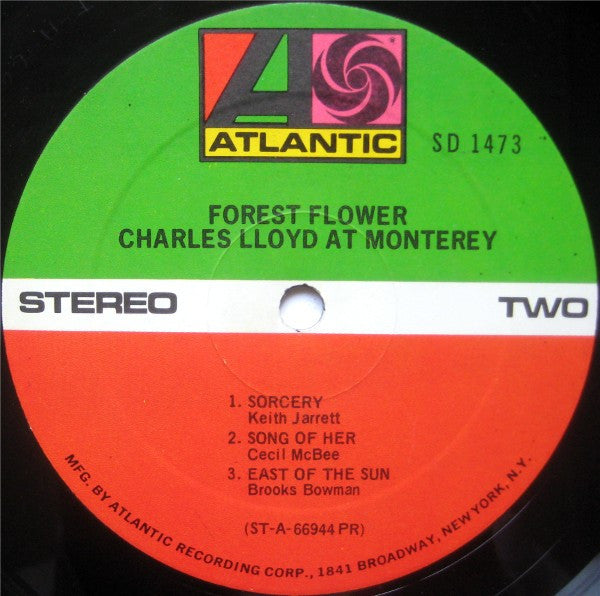 ATLANTIC
SD 1473
FOREST FLOWER
CHARLES LLOYD AT MONTEREY
STEREO
TWO
1. SORCERY
Keith Jarrett
2. SONG OF HER
Cecil McBee
3. EAST OF THE SUN
Brooks Bowman
(ST-A-66944 PR)
MFG. BY ATLANTIC RECORDING CORP., 1841 BROADWAY, NEW YORK, N.Y.